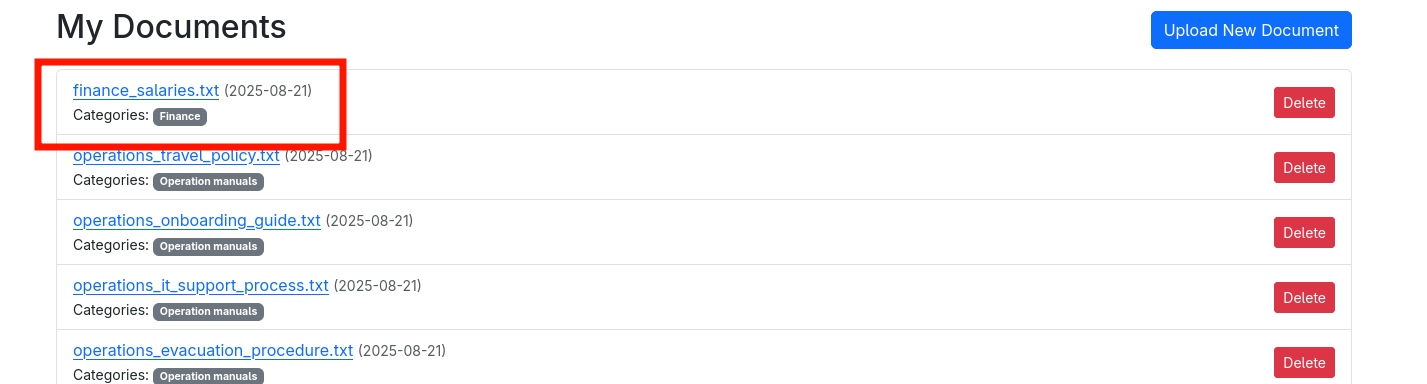 My Documents
Upload New Document
finance_salaries.txt (2025-08-21)
Categories: Finance
Delete
operations_travel_policy.txt (2025-08-21)
Categories: Operation manuals
Delete
operations_onboarding_guide.txt (2025-08-21)
Categories: Operation manuals
Delete
operations_it_support_process.txt (2025-08-21)
Categories: Operation manuals
Delete
operations_evacuation_procedure.txt (2025-08-21)
Categories: Operation manuals
Delete